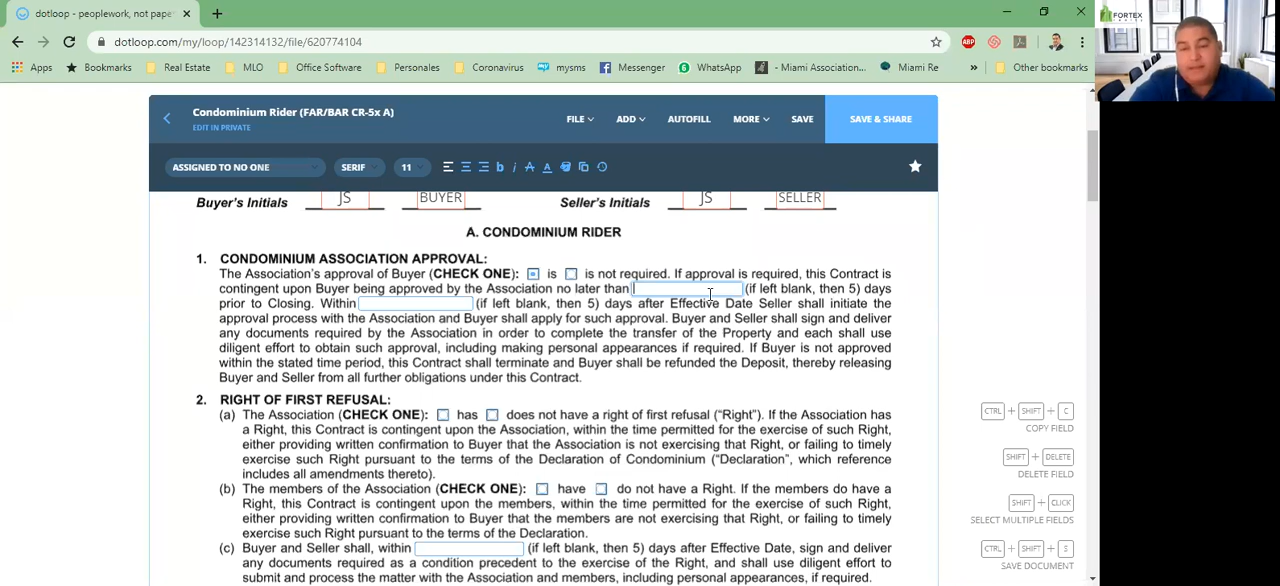 dotloop - peoplework, not pape
dotloop.com/my/loop/142314132/file/620774104
ABP
Apps Bookmarks Real Estate MLO Office Software Personales Coronavirus mysms Messenger WhatsApp - Miami Association... Miami Re » Other bookmarks
FORTEX
Condominium Rider (FAR/BAR CR-5x A)
EDIT IN PRIVATE
FILE ADD AUTOFILL MORE SAVE SAVE & SHARE
ASSIGNED TO NO ONE SERIF 11 b i A A
Buyer's Initials JS BUYER Seller's Initials JS SELLER
A. CONDOMINIUM RIDER
1. CONDOMINIUM ASSOCIATION APPROVAL:
The Association's approval of Buyer (CHECK ONE): is is not required. If approval is required, this Contract is
contingent upon Buyer being approved by the Association no later than (if left blank, then 5) days
prior to Closing. Within (if left blank, then 5) days after Effective Date Seller shall initiate the
approval process with the Association and Buyer shall apply for such approval. Buyer and Seller shall sign and deliver
any documents required by the Association in order to complete the transfer of the Property and each shall use
diligent effort to obtain such approval, including making personal appearances if required. If Buyer is not approved
within the stated time period, this Contract shall terminate and Buyer shall be refunded the Deposit, thereby releasing
Buyer and Seller from all further obligations under this Contract.
2. RIGHT OF FIRST REFUSAL:
(a) The Association (CHECK ONE): has does not have a right of first refusal ("Right"). If the Association has
a Right, this Contract is contingent upon the Association, within the time permitted for the exercise of such Right,
either providing written confirmation to Buyer that the Association is not exercising that Right, or failing to timely
exercise such Right pursuant to the terms of the Declaration of Condominium ("Declaration", which reference
includes all amendments thereto).
(b) The members of the Association (CHECK ONE): have do not have a Right. If the members do have a
Right, this Contract is contingent upon the members, within the time permitted for the exercise of such Right,
either providing written confirmation to Buyer that the members are not exercising that Right, or failing to timely
exercise such Right pursuant to the terms of the Declaration.
(c) Buyer and Seller shall, within (if left blank, then 5) days after Effective Date, sign and deliver
any documents required as a condition precedent to the exercise of the Right, and shall use diligent effort to
submit and process the matter with the Association and members, including personal appearances, if required.
CTRL + SHIFT + C
COPY FIELD
SHIFT + DELETE
DELETE FIELD
SHIFT + CLICK
SELECT MULTIPLE FIELDS
CTRL + SHIFT + S
SAVE DOCUMENT